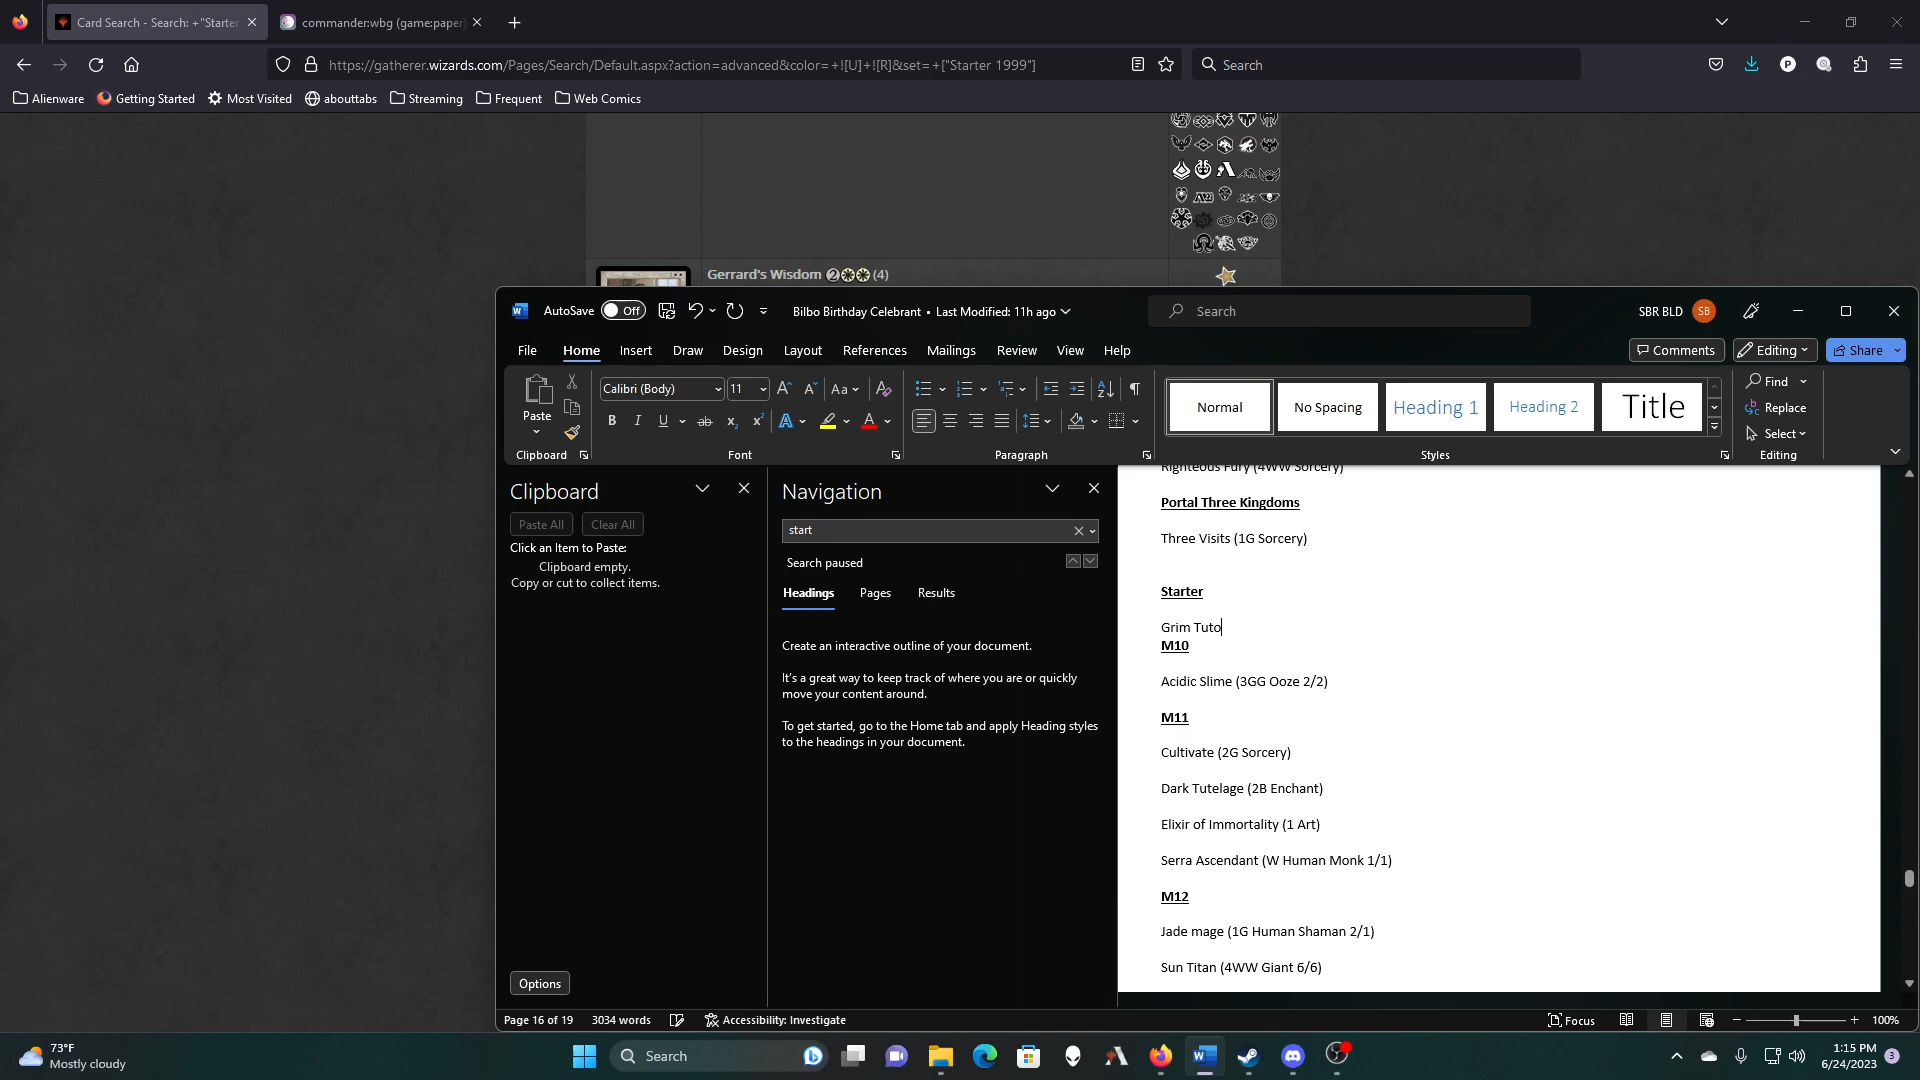 Card Search - Search: +"Starter
commander:wbg (game:paper)
https://gatherer.wizards.com/Pages/Search/Default.aspx?action=advanced&color=+![U]+![R]&set=+["Starter 1999"]
Search
Alienware
Getting Started
Most Visited
abouttabs
Streaming
Frequent
Web Comics
Gerrard's Wisdom 2 (4)
AutoSave Off
Bilbo Birthday Celebrant • Last Modified: 11h ago
Search
SBR BLD SB
File Home Insert Draw Design Layout References Mailings Review View Help
Comments Editing Share
Paste
Calibri (Body) 11
Normal No Spacing Heading 1 Heading 2 Title
Find
Replace
Select
Clipboard Font Paragraph Styles Editing
Clipboard
Paste All Clear All
Click an Item to Paste:
Clipboard empty.
Copy or cut to collect items.
Options
Navigation
start
Search paused
Headings Pages Results
Create an interactive outline of your document.
It's a great way to keep track of where you are or quickly
move your content around.
To get started, go to the Home tab and apply Heading styles
to the headings in your document.
Righteous Fury (4WW Sorcery)
Portal Three Kingdoms
Three Visits (1G Sorcery)
Starter
Grim Tuto
M10
Acidic Slime (3GG Ooze 2/2)
M11
Cultivate (2G Sorcery)
Dark Tutelage (2B Enchant)
Elixir of Immortality (1 Art)
Serra Ascendant (W Human Monk 1/1)
M12
Jade mage (1G Human Shaman 2/1)
Sun Titan (4WW Giant 6/6)
Page 16 of 19 3034 words Accessibility: Investigate Focus 100%
73°F
Mostly cloudy
Search
1:15 PM
6/24/2023
3